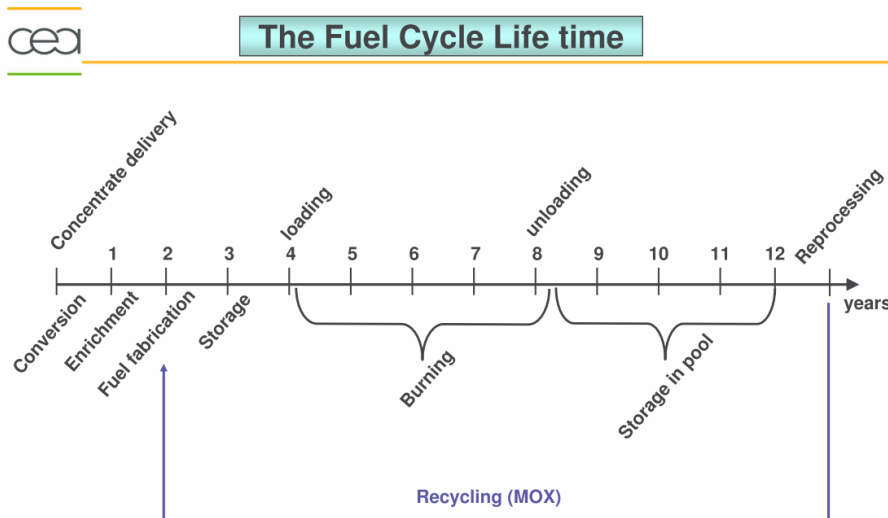 cea
The Fuel Cycle Life time
Concentrate delivery
loading
unloading
Reprocessing
1 2 3 4 5 6 7 8 9 10 11 12
years
Conversion
Enrichment
Fuel fabrication
Storage
Burning
Storage in pool
Recycling (MOX)